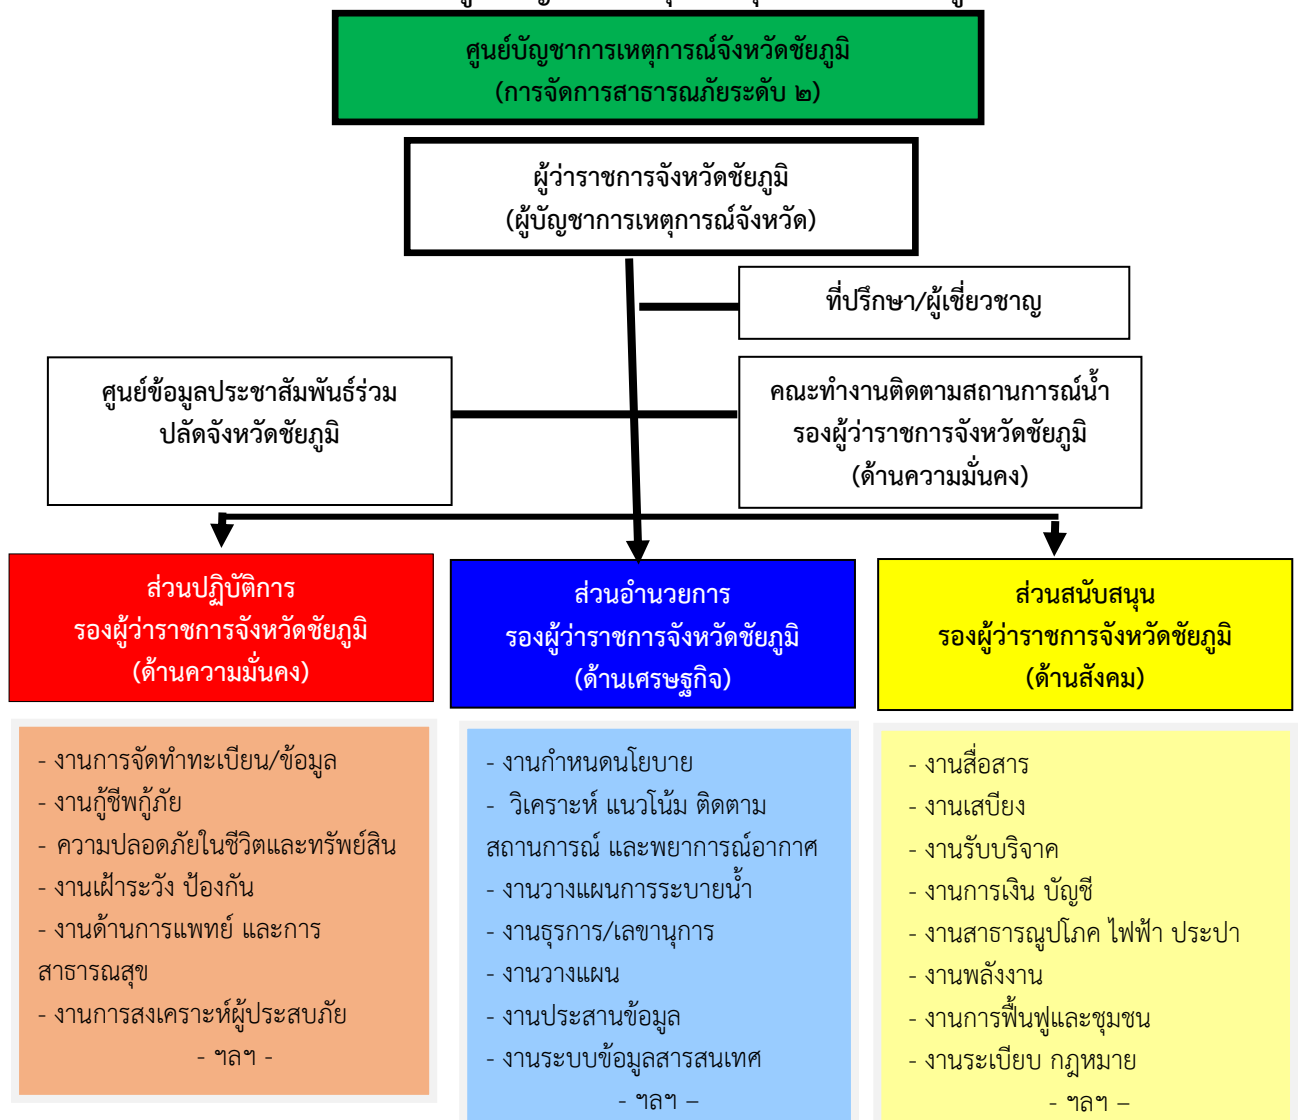 ศูนย์บัญชาการเหตุการณ์จังหวัดชัยภูมิ
(การจัดการสาธารณภัยระดับ ๒)
ผู้ว่าราชการจังหวัดชัยภูมิ
(ผู้บัญชาการเหตุการณ์จังหวัด)
ที่ปรึกษา/ผู้เชี่ยวชาญ
ศูนย์ข้อมูลประชาสัมพันธ์ร่วม
ปลัดจังหวัดชัยภูมิ
คณะทำงานติดตามสถานการณ์น้ำ
รองผู้ว่าราชการจังหวัดชัยภูมิ
(ด้านความมั่นคง)
ส่วนปฏิบัติการ
รองผู้ว่าราชการจังหวัดชัยภูมิ
(ด้านความมั่นคง)
ส่วนอำนวยการ
รองผู้ว่าราชการจังหวัดชัยภูมิ
(ด้านเศรษฐกิจ)
ส่วนสนับสนุน
รองผู้ว่าราชการจังหวัดชัยภูมิ
(ด้านสังคม)
- งานการจัดทำทะเบียน/ข้อมูล
- งานกู้ชีพกู้ภัย
- ความปลอดภัยในชีวิตและทรัพย์สิน
- งานเฝ้าระวัง ป้องกัน
- งานด้านการแพทย์ และการ
สาธารณสุข
- งานการสงเคราะห์ผู้ประสบภัย
- ฯลฯ -
- งานกำหนดนโยบาย
- วิเคราะห์ แนวโน้ม ติดตาม
สถานการณ์ และพยาการณ์อากาศ
- งานวางแผนการระบายน้ำ
- งานธุรการ/เลขานุการ
- งานวางแผน
- งานประสานข้อมูล
- งานระบบข้อมูลสารสนเทศ
- ฯลฯ –
- งานสื่อสาร
- งานเสบียง
- งานรับบริจาค
- งานการเงิน บัญชี
- งานสาธารณูปโภค ไฟฟ้า ประปา
- งานพลังงาน
- งานการฟื้นฟูและชุมชน
- งานระเบียบ กฎหมาย
- ฯลฯ –